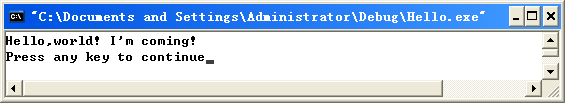 "C:\Documents and Settings\Administrator\Debug\Hello.exe"
Hello,world! I'm coming!
Press any key to continue